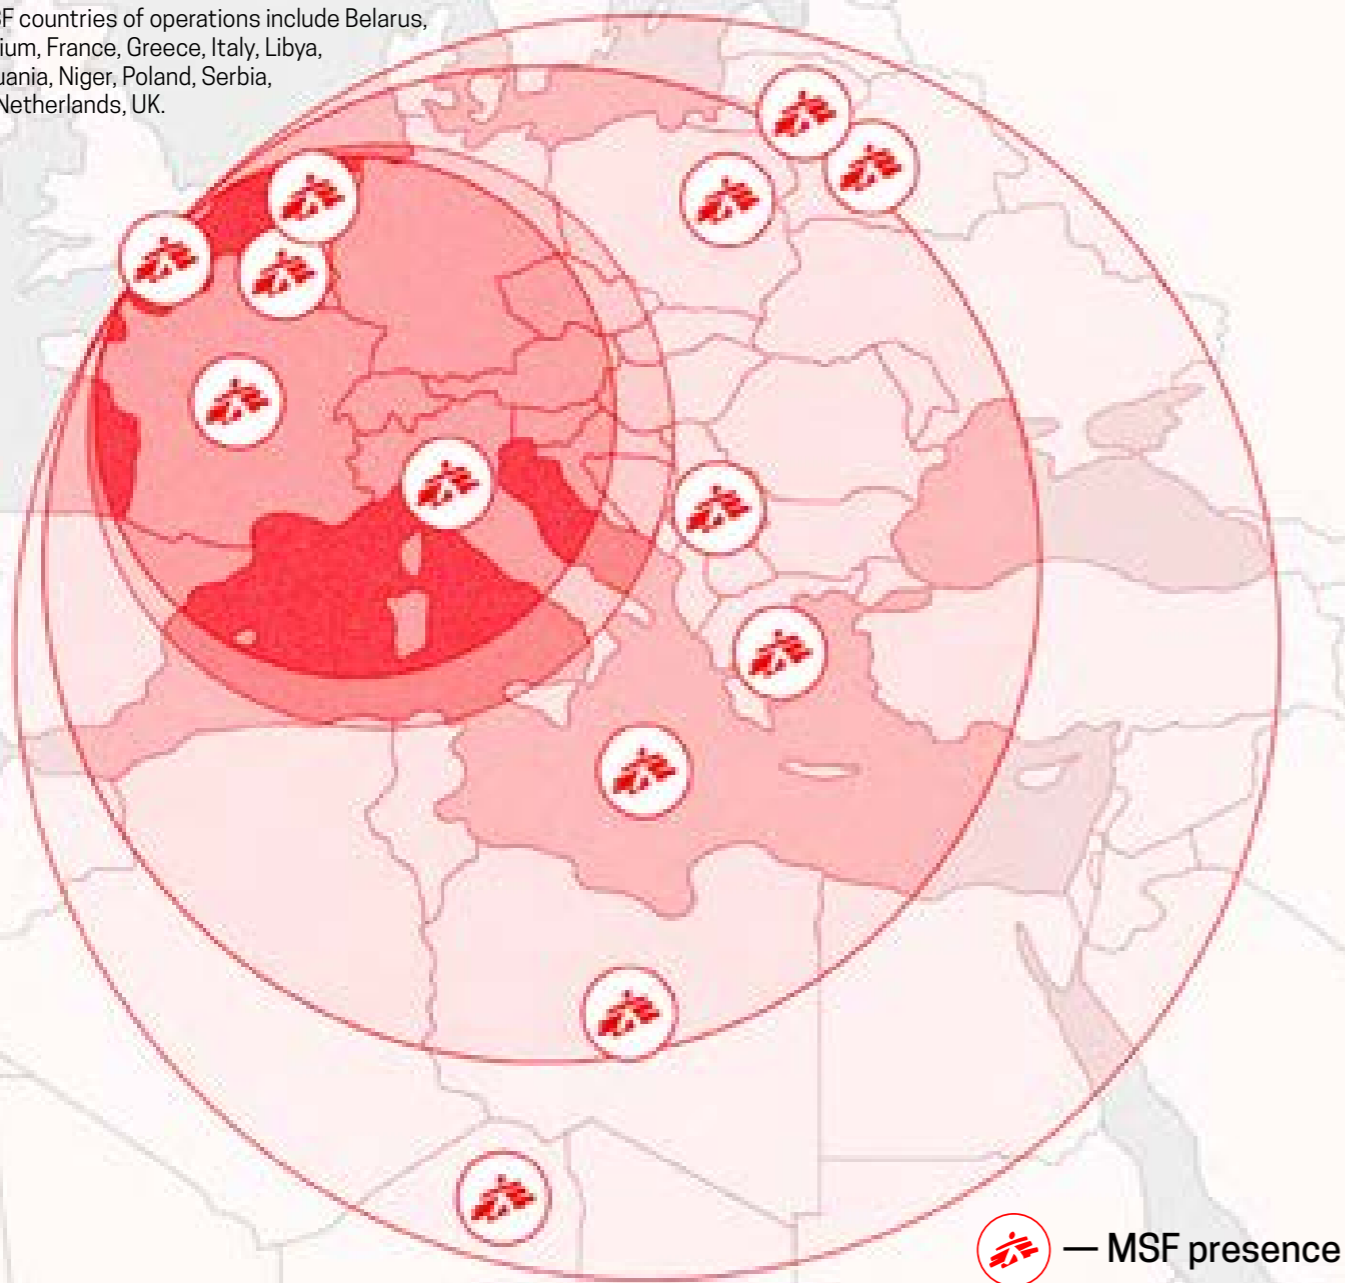 F countries of operations include Belarus,
ium, France, Greece, Italy, Libya,
uania, Niger, Poland, Serbia,
Netherlands, UK.
— MSF presence